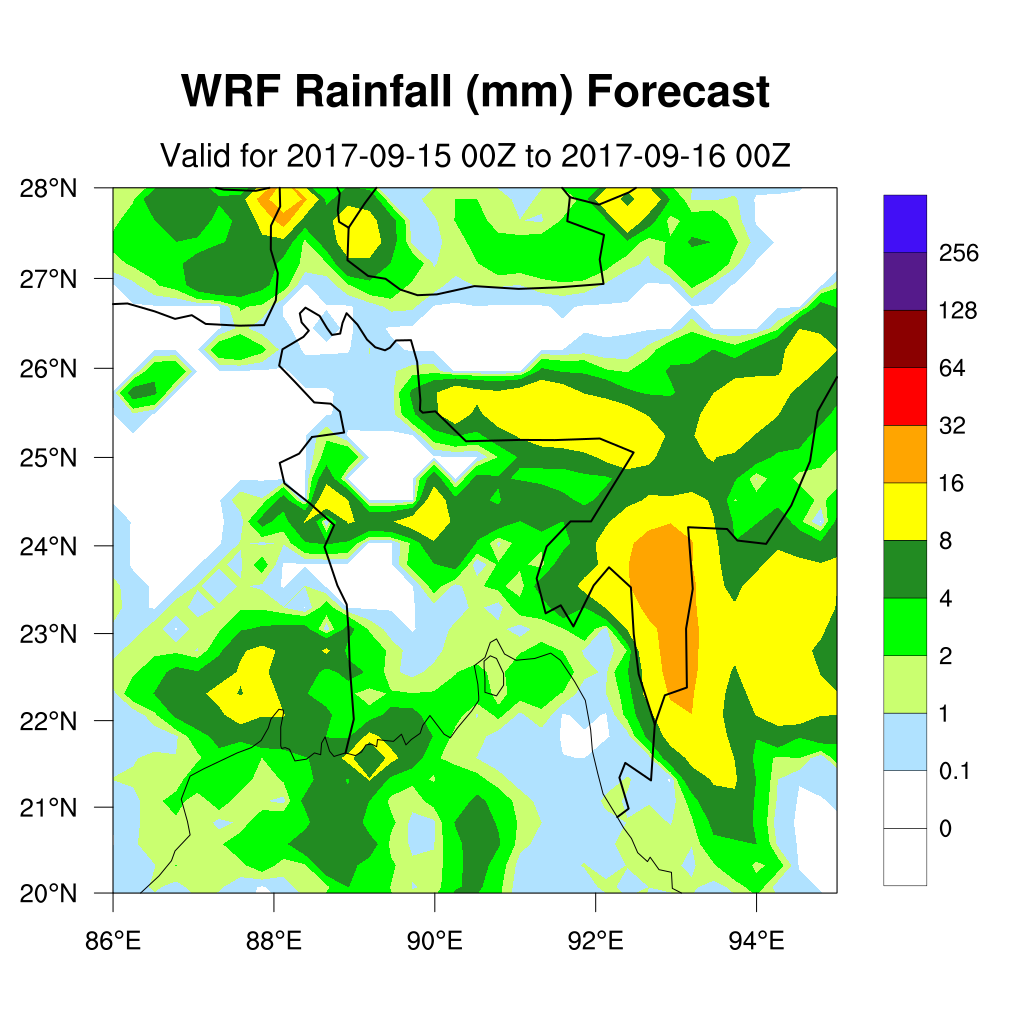 WRF Rainfall (mm) Forecast
Valid for 2017-09-15 00Z to 2017-09-16 00Z
28°N
27°N
26°N
25°N
24°N
23°N
22°N
21°N
20°N
86°E 88°E 90°E 92°E 94°E
256
128
64
32
16
8
4
2
1
0.1
0